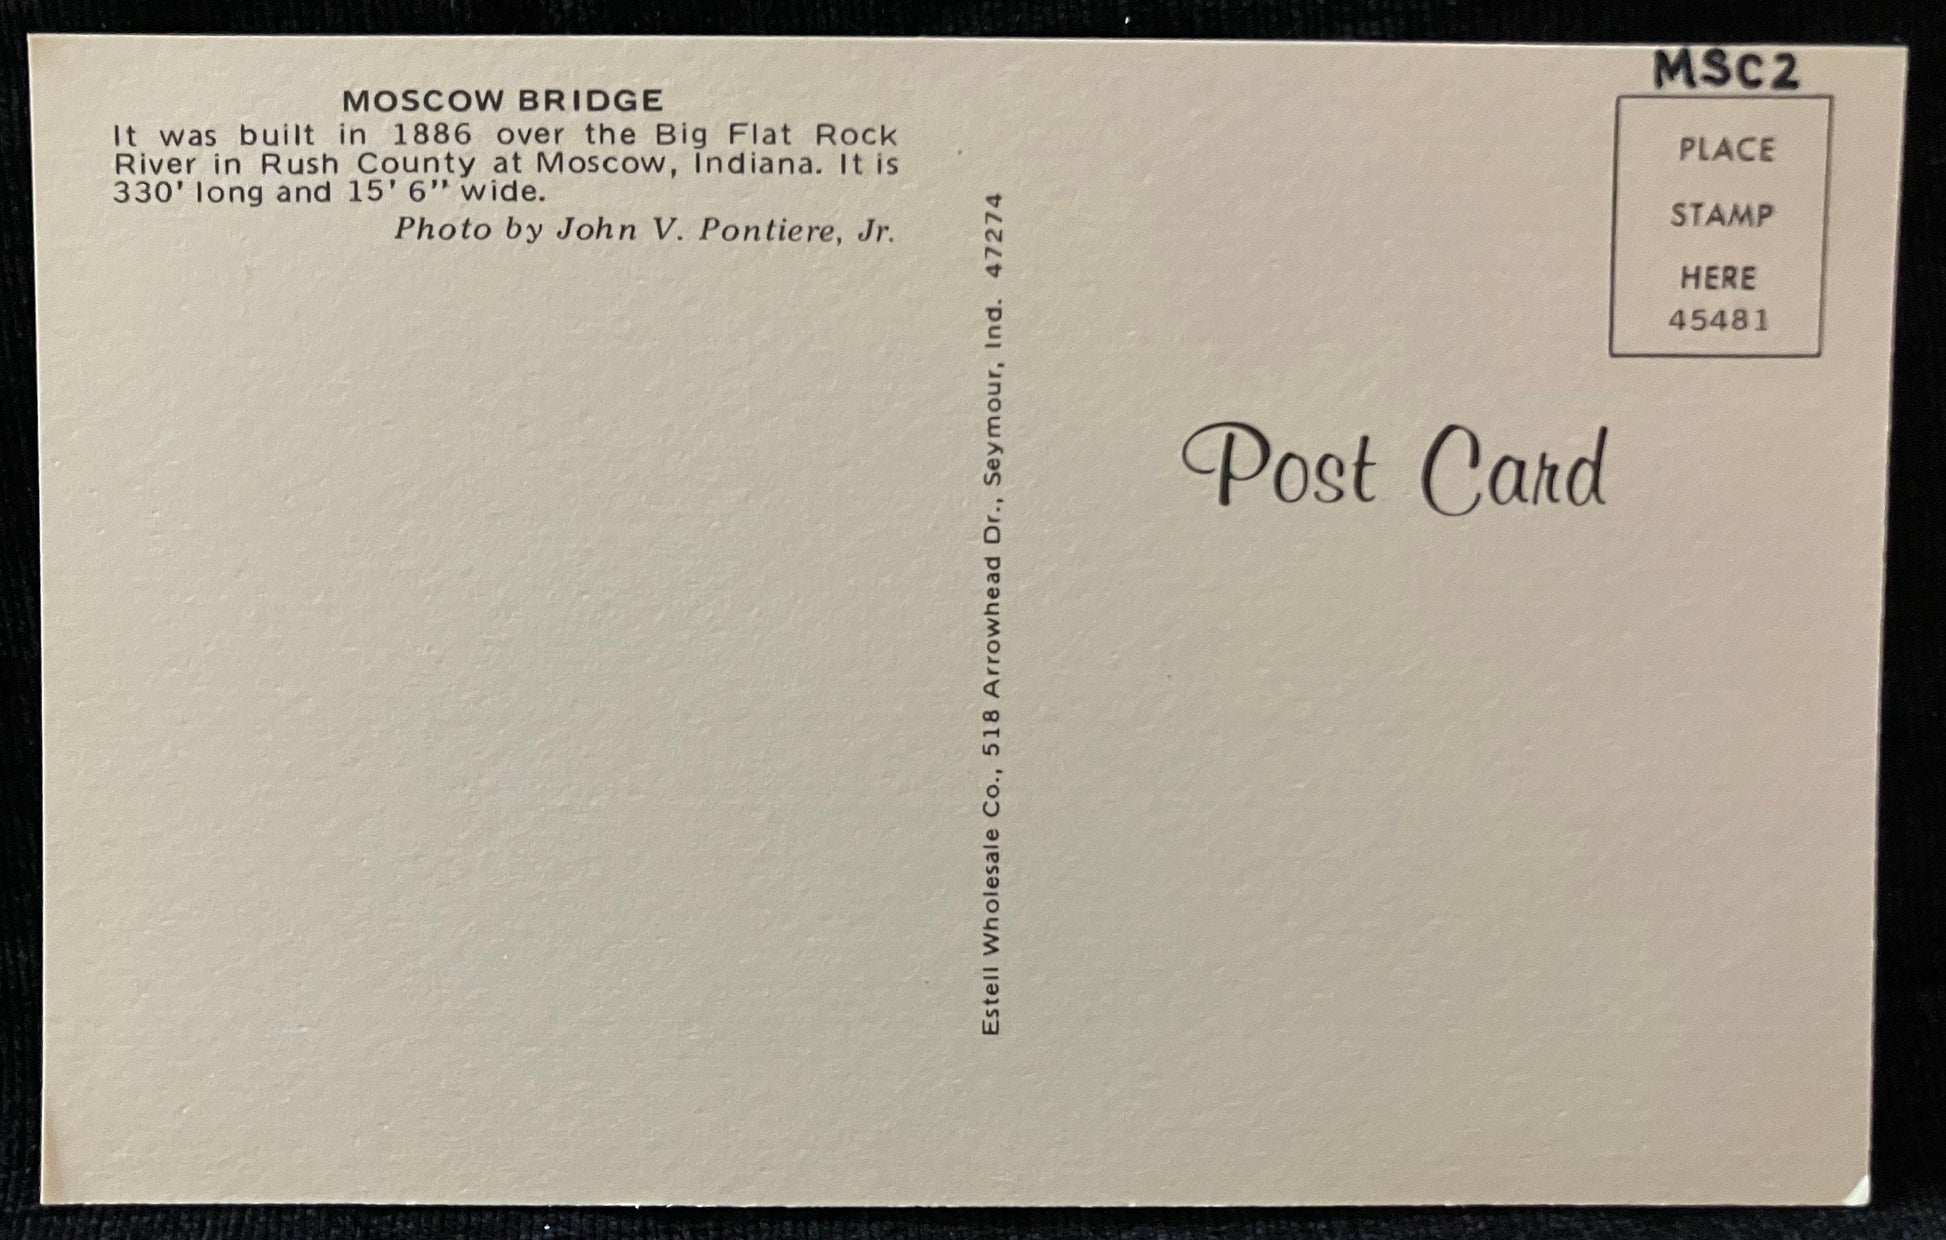 MOSCOW BRIDGE
It was built in 1886 over the Big Flat Rock
River in Rush County at Moscow, Indiana. It is
330' long and 15' 6" wide.
Photo by John V. Pontiere, Jr.
Estell Wholesale Co., 518 Arrowhead Dr., Seymour, Ind. 47274
MSC2
PLACE
STAMP
HERE
45481
Post Card